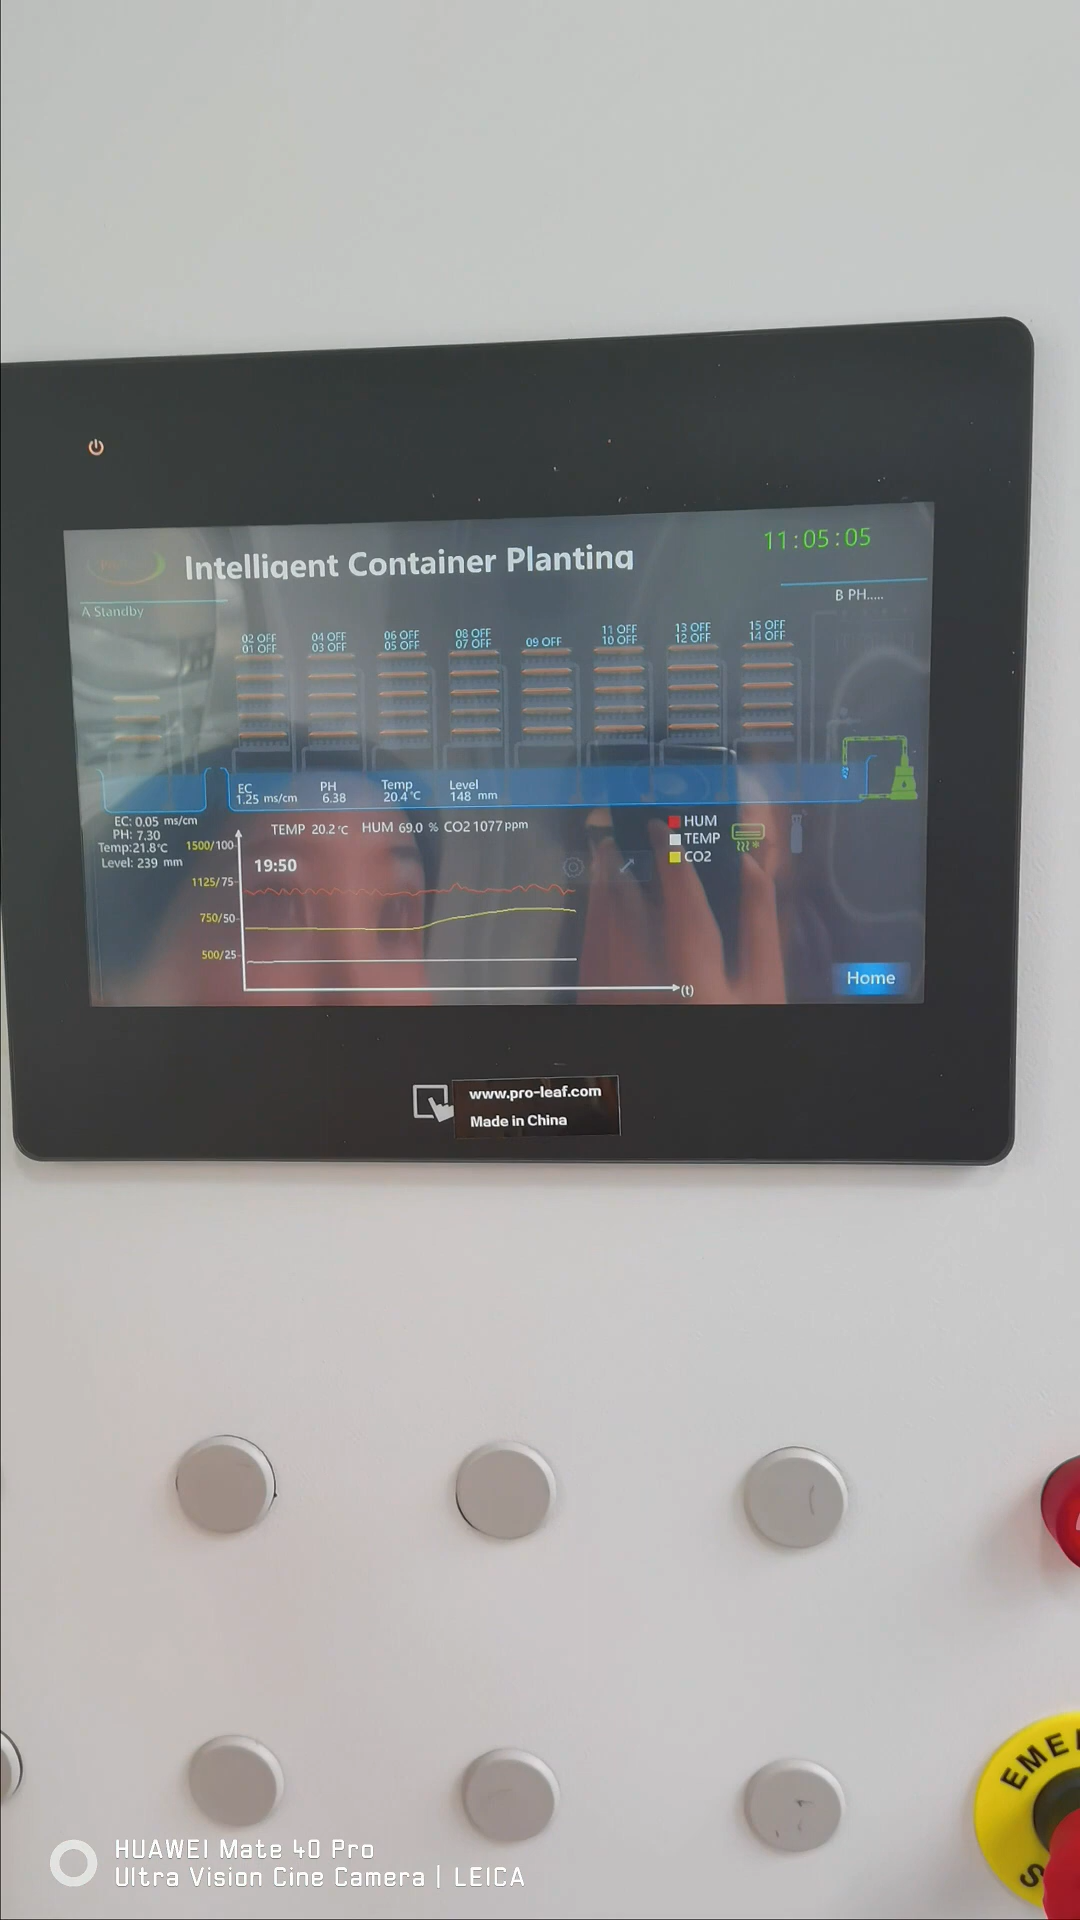 Intelligent Container Planting
11:05:05
A Standby
B PH.....
02 OFF
01 OFF
04 OFF
03 OFF
06 OFF
05 OFF
08 OFF
07 OFF
09 OFF
11 OFF
10 OFF
13 OFF
12 OFF
15 OFF
14 OFF
EC
1.25 ms/cm
PH
6.38
Temp
20.4℃
Level
148 mm
EC: 0.05 ms/cm
PH: 7.30
Temp:21.8℃
Level: 239 mm
TEMP 20.2℃ HUM 69.0 % CO2 1077ppm
HUM
TEMP
CO2
1500/100
1125/75
750/50
500/25
19:50
(t)
Home
www.pro-leaf.com
Made in China
HUAWEI Mate 40 Pro
Ultra Vision Cine Camera | LEICA